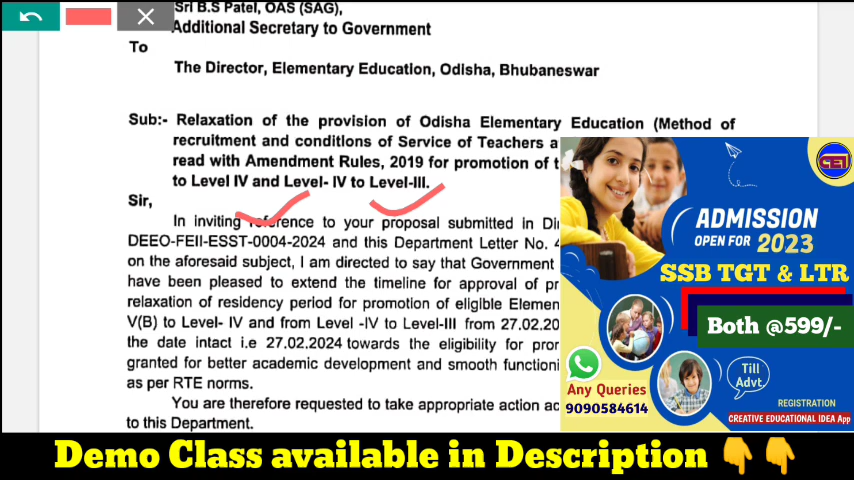 Sri B.S Patel, OAS (SAG),
Additional Secretary to Government
To
The Director, Elementary Education, Odisha, Bhubaneswar
Sub:- Relaxation of the provision of Odisha Elementary Education (Method of
recruitment and conditions of Service of Teachers
read with Amendment Rules, 2019 for promotion of
to Level IV and Level- IV to Level-III.
Sir,
In inviting reference to your proposal submitted in
DEEO-FEII-ESST-0004-2024 and this Department Letter No.
on the aforesaid subject, I am directed to say that Government
have been pleased to extend the timeline for approval of
relaxation of residency period for promotion of eligible
V(B) to Level- IV and from Level -IV to Level-III from 27.02.20
the date intact i.e 27.02.2024 towards the eligibility for
granted for better academic development and smooth
as per RTE norms.
You are therefore requested to take appropriate action
to this Department.
CEI
ADMISSION
OPEN FOR 2023
SSB TGT & LTR
Both @599/-
Any Queries
9090584614
Till
Advt.
REGISTRATION
CREATIVE EDUCATIONAL IDEA App
Demo Class available in Description 👇👇